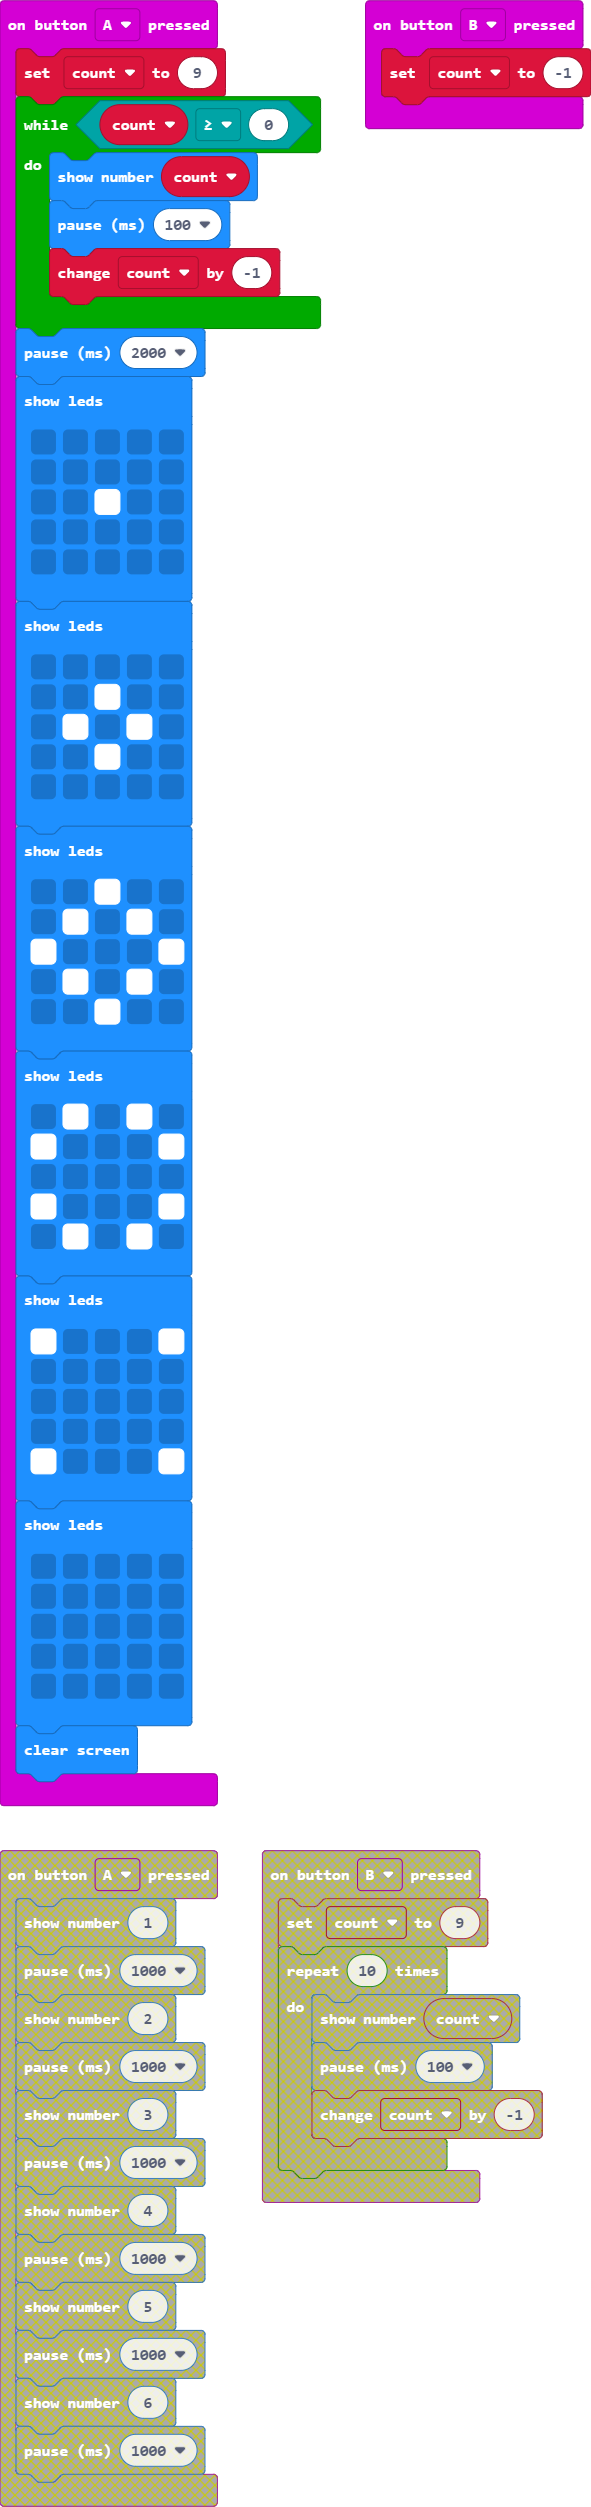 on button A pressed
set count to 9
while count ≥ 0
do
show number count
pause (ms) 100
change count by -1
pause (ms) 2000
show leds
show leds
show leds
show leds
show leds
show leds
clear screen
on button B pressed
set count to -1
on button A pressed
show number 1
pause (ms) 1000
show number 2
pause (ms) 1000
show number 3
pause (ms) 1000
show number 4
pause (ms) 1000
show number 5
pause (ms) 1000
show number 6
pause (ms) 1000
on button B pressed
set count to 9
repeat 10 times
do
show number count
pause (ms) 100
change count by -1